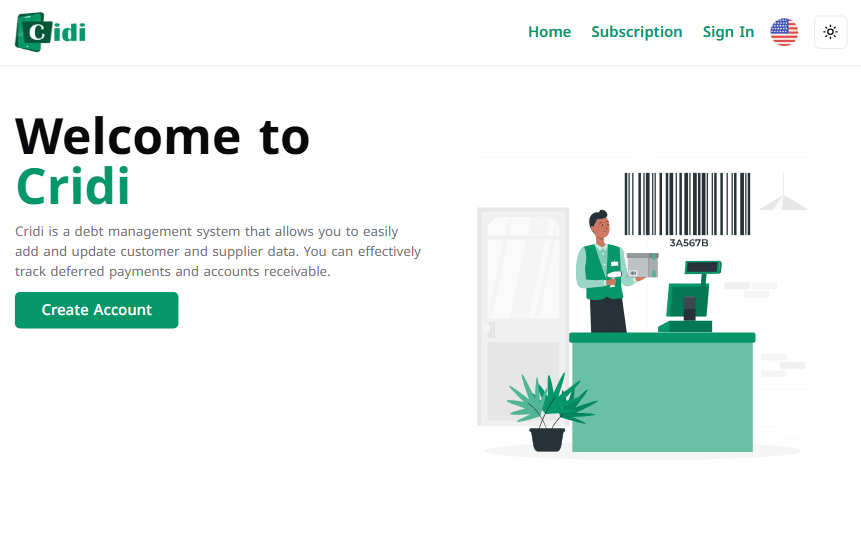 Cidi
Home Subscription Sign In
Welcome to
Cridi
Cridi is a debt management system that allows you to easily
add and update customer and supplier data. You can effectively
track deferred payments and accounts receivable.
Create Account
3A567B